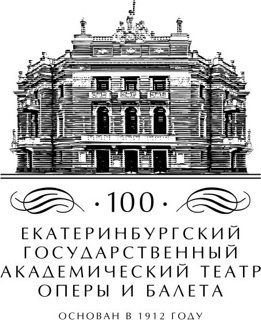 · 100 ·
ЕКАТЕРИНБУРГСКИЙ
ГОСУДАРСТВЕННЫЙ
АКАДЕМИЧЕСКИЙ ТЕАТР
ОПЕРЫ И БАЛЕТА
ОСНОВАН В 1912 ГОДУ